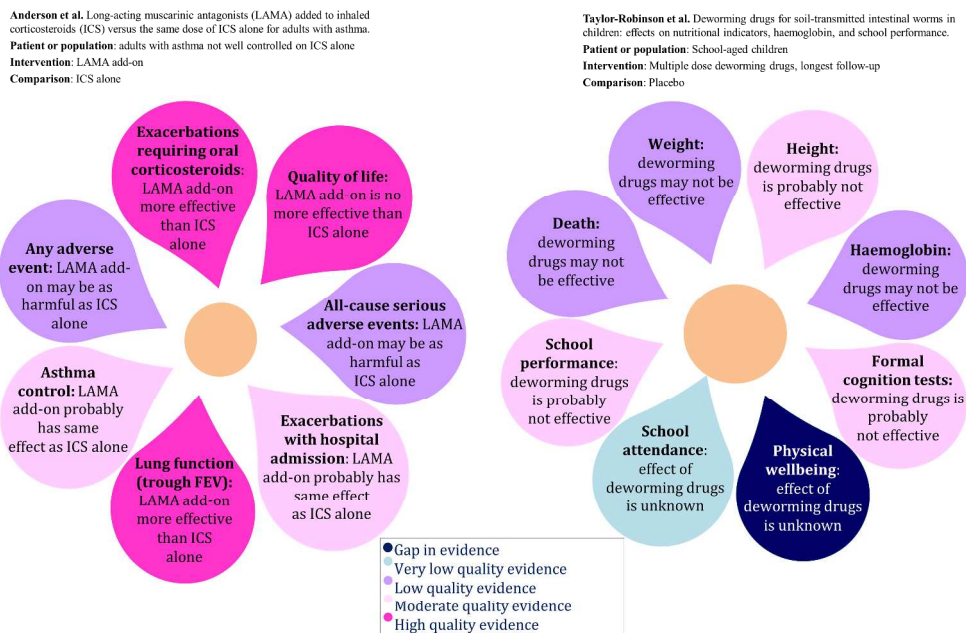 Anderson et al. Long-acting muscarinic antagonists (LAMA) added to inhaled
corticosteroids (ICS) versus the same dose of ICS alone for adults with asthma.
Patient or population: adults with asthma not well controlled on ICS alone
Intervention: LAMA add-on
Comparison: ICS alone
Exacerbations
requiring oral
corticosteroids:
LAMA add-on
more effective
than ICS
alone
Quality of life:
LAMA add-on is no
more effective than
ICS alone
Any adverse
event: LAMA add-
on may be as
harmful as ICS
alone
All-cause serious
adverse events: LAMA
add-on may be as
harmful as
ICS alone
Asthma
control: LAMA
add-on probably
has same
effect as ICS alone
Exacerbations
with hospital
admission: LAMA
add-on probably has
same effect
as ICS alone
Lung function
(trough FEV):
LAMA add-on
more effective
than ICS
alone
Taylor-Robinson et al. Deworming drugs for soil-transmitted intestinal worms in
children: effects on nutritional indicators, haemoglobin, and school performance.
Patient or population: School-aged children
Intervention: Multiple dose deworming drugs, longest follow-up
Comparison: Placebo
Weight:
deworming
drugs may not be
effective
Height:
deworming drugs
is probably not
effective
Death:
deworming
drugs may not
be effective
Haemoglobin:
deworming
drugs may not be
effective
School
performance:
deworming drugs
is probably
not effective
Formal
cognition tests:
deworming drugs is
probably
not effective
School
attendance:
effect of
deworming drugs
is unknown
Physical
wellbeing:
effect of
deworming drugs
is unknown
Gap in evidence
Very low quality evidence
Low quality evidence
Moderate quality evidence
High quality evidence